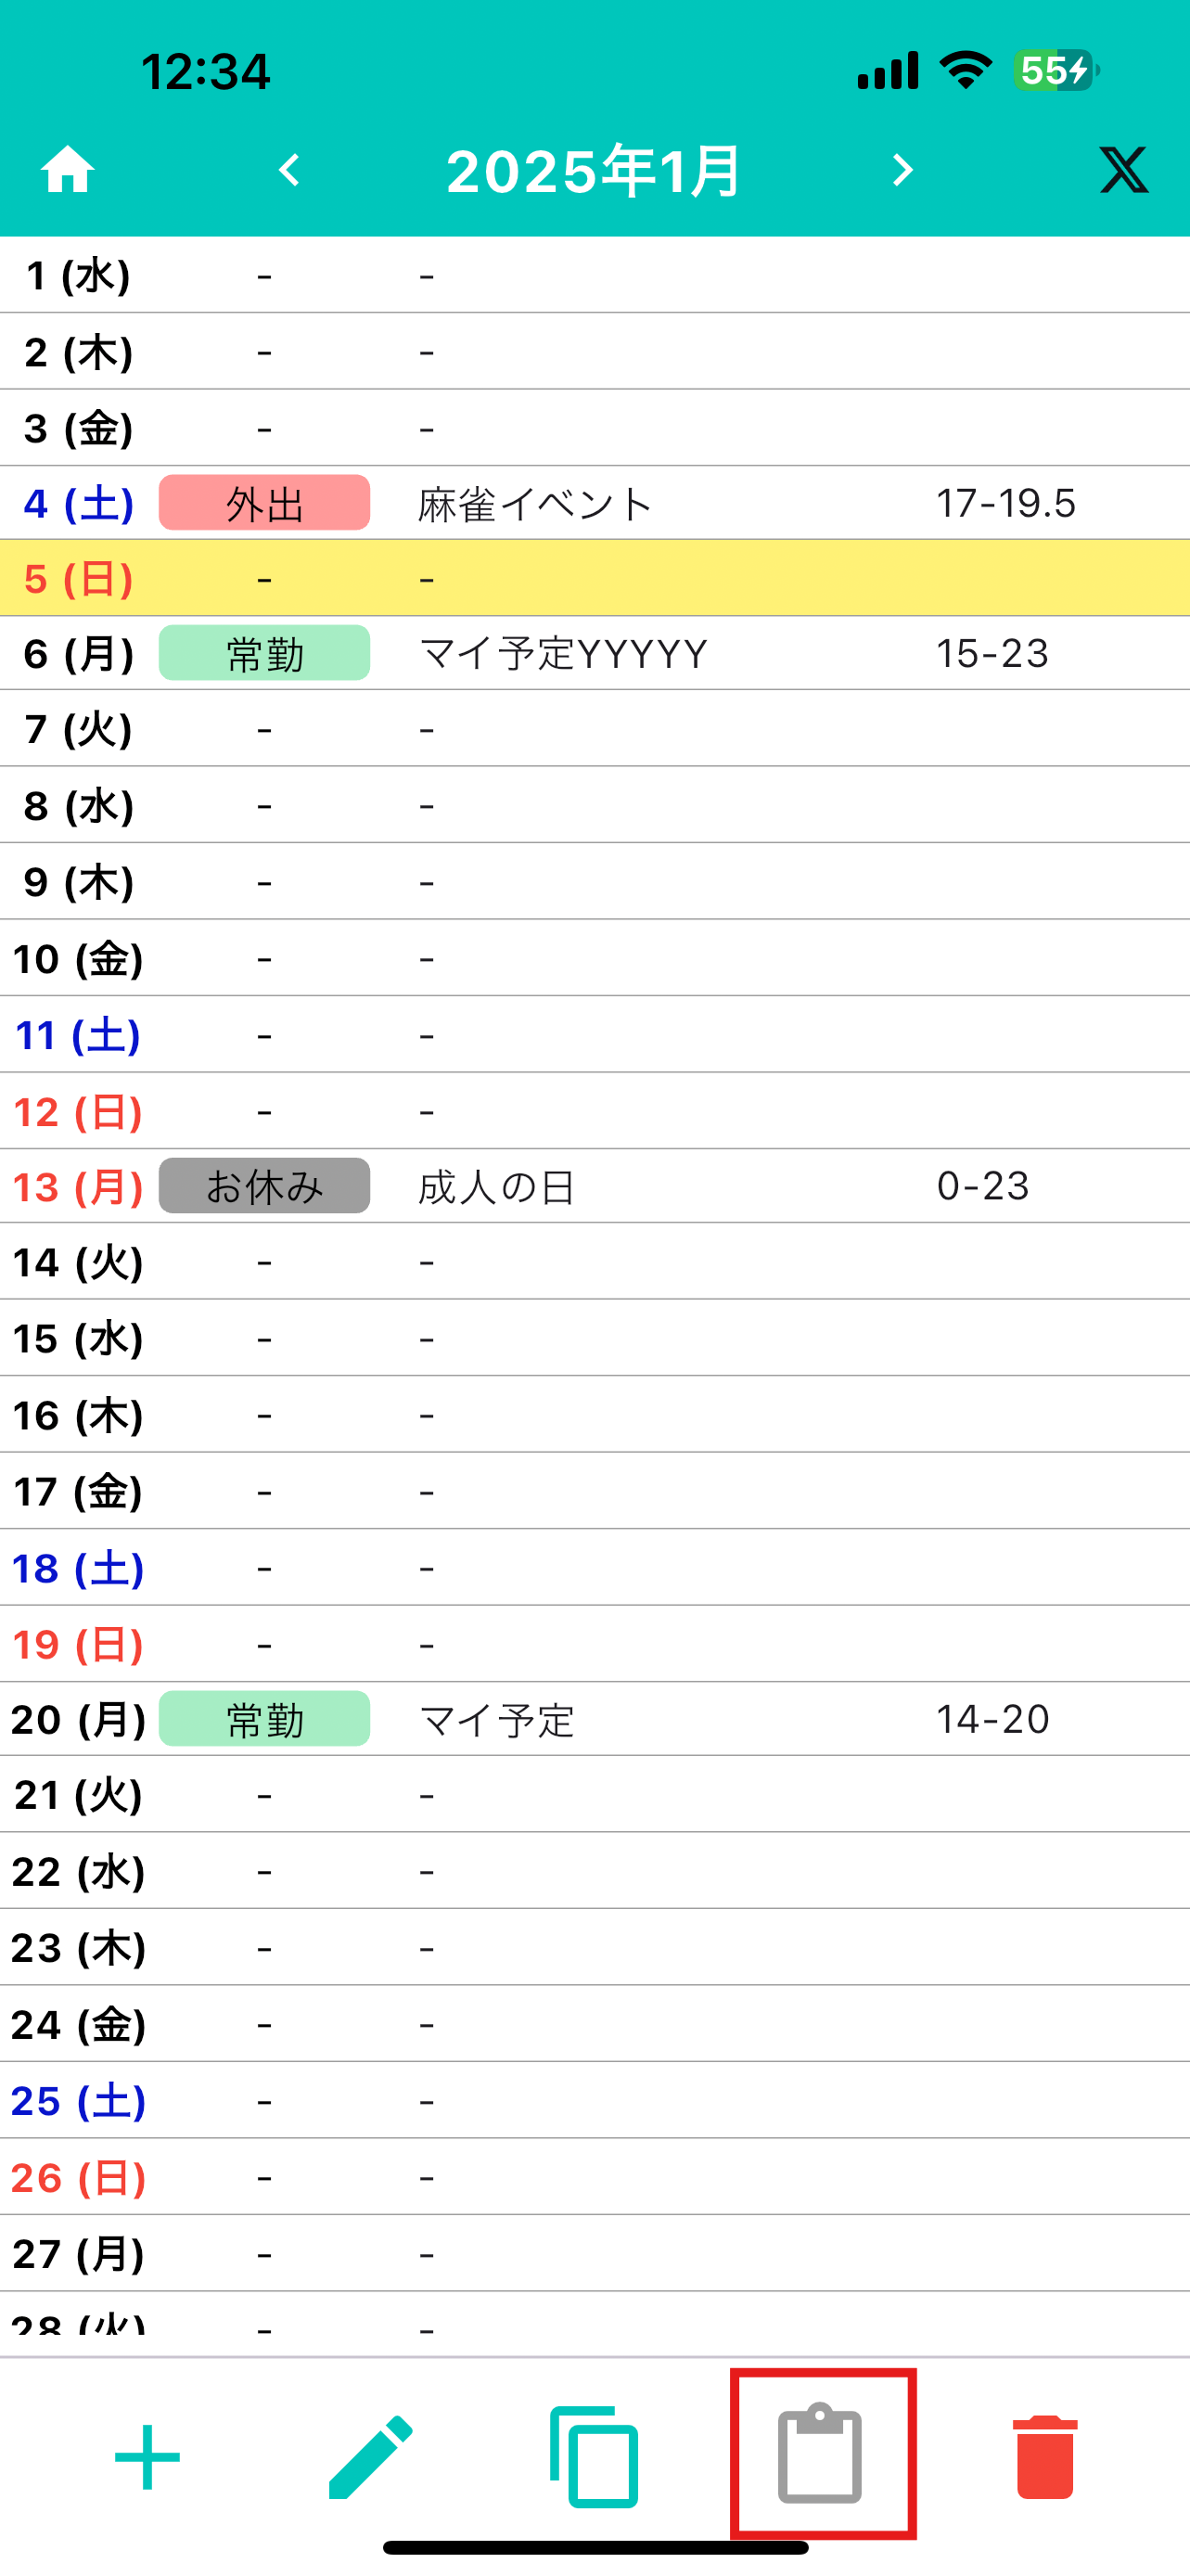 12:34 55
2025年1月
1 (水) - -
2 (木) - -
3 (金) - -
4 (土) 外出 麻雀イベント 17-19.5
5 (日) - -
6 (月) 常勤 マイ予定YYYYY 15-23
7 (火) - -
8 (水) - -
9 (木) - -
10 (金) - -
11 (土) - -
12 (日) - -
13 (月) お休み 成人の日 0-23
14 (火) - -
15 (水) - -
16 (木) - -
17 (金) - -
18 (土) - -
19 (日) - -
20 (月) 常勤 マイ予定 14-20
21 (火) - -
22 (水) - -
23 (木) - -
24 (金) - -
25 (土) - -
26 (日) - -
27 (月) - -
28 (火) - -